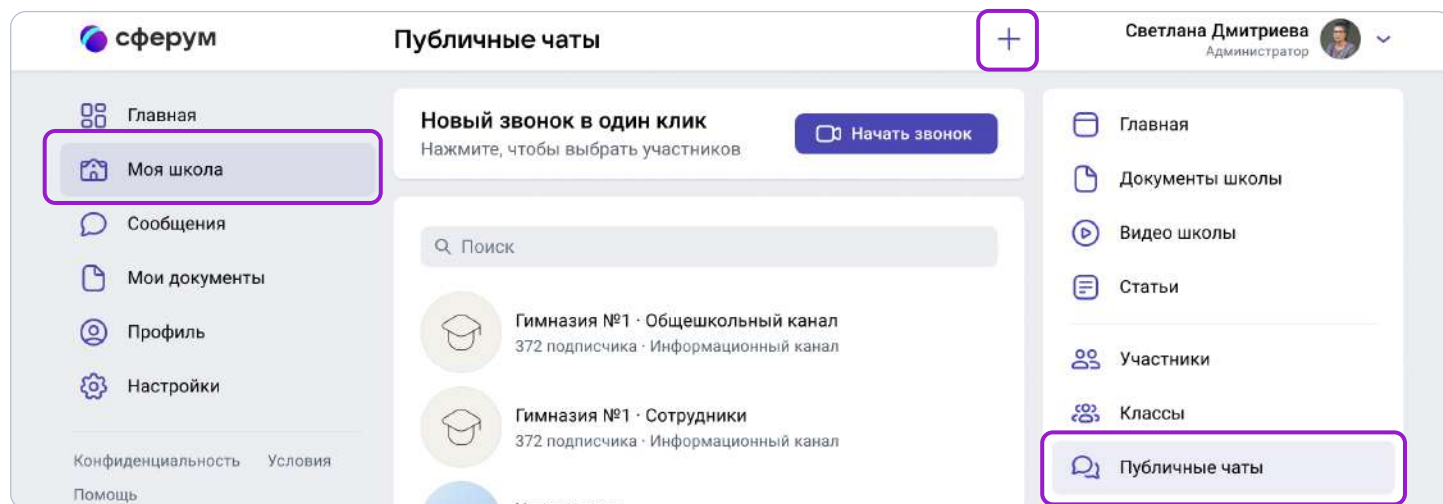 сферум
Публичные чаты
Светлана Дмитриева
Администратор
Главная
Моя школа
Сообщения
Мои документы
Профиль
Настройки
Конфиденциальность Условия
Помощь
Новый звонок в один клик
Нажмите, чтобы выбрать участников
Начать звонок
Поиск
Гимназия №1 · Общешкольный канал
372 подписчика · Информационный канал
Гимназия №1 · Сотрудники
372 подписчика · Информационный канал
Главная
Документы школы
Видео школы
Статьи
Участники
Классы
Публичные чаты